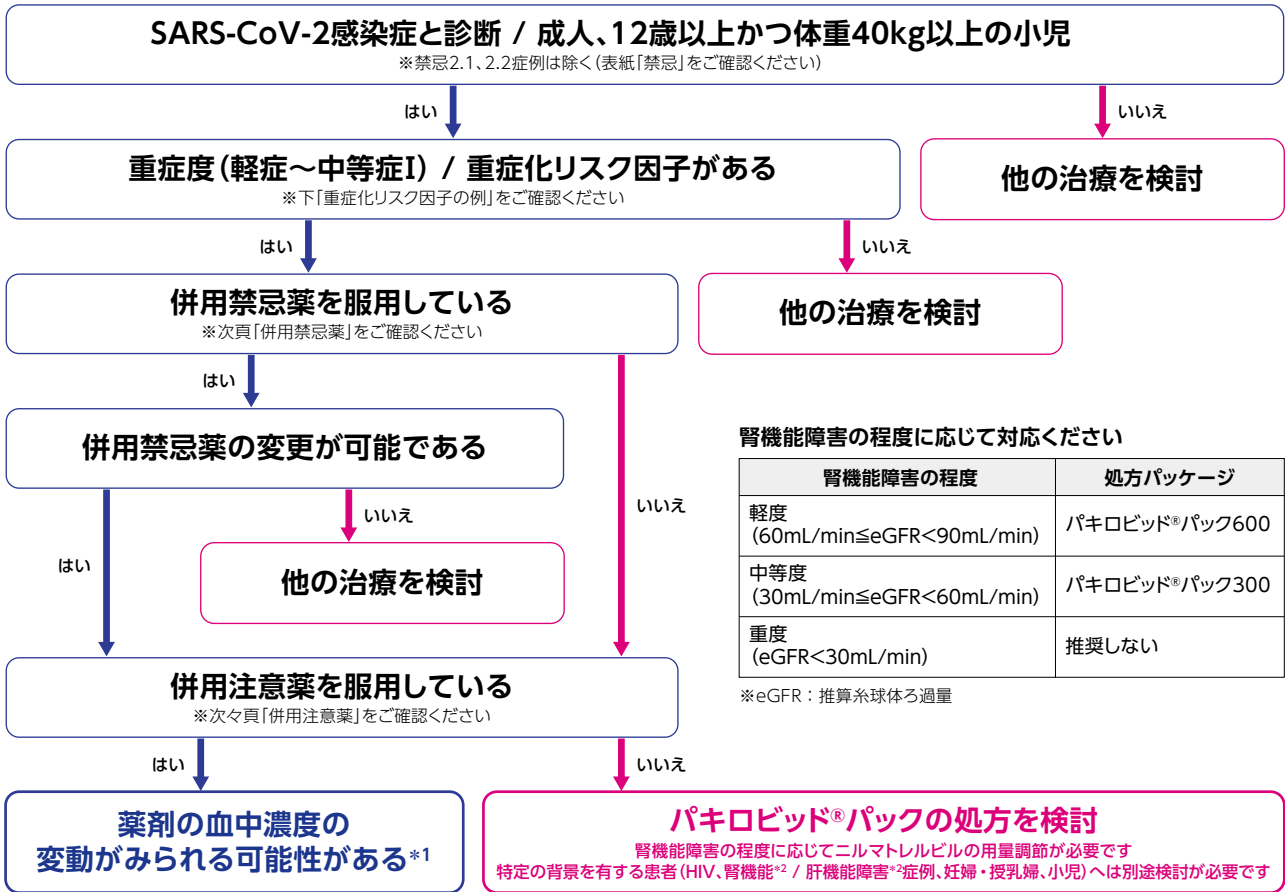 SARS-CoV-2感染症と診断 / 成人、12歳以上かつ体重40kg以上の小児
※禁忌2.1、2.2症例は除く（表紙「禁忌」をご確認ください）
はい
いいえ
重症度（軽症～中等症I） / 重症化リスク因子がある
※下「重症化リスク因子の例」をご確認ください
他の治療を検討
はい
いいえ
併用禁忌薬を服用している
※次頁「併用禁忌薬」をご確認ください
他の治療を検討
はい
併用禁忌薬の変更が可能である
はい
いいえ
いいえ
他の治療を検討
腎機能障害の程度に応じて対応ください
腎機能障害の程度 処方パッケージ
軽度
(60mL/min≦eGFR<90mL/min) パキロビッド®パック600
中等度
(30mL/min≦eGFR<60mL/min) パキロビッド®パック300
重度
(eGFR<30mL/min) 推奨しない
※eGFR：推算糸球体ろ過量
併用注意薬を服用している
※次々頁「併用注意薬」をご確認ください
はい
いいえ
薬剤の血中濃度の
変動がみられる可能性がある*1
パキロビッド®パックの処方を検討
腎機能障害の程度に応じてニルマトレルビルの用量調節が必要です
特定の背景を有する患者（HIV、腎機能*2 / 肝機能障害*2症例、妊婦・授乳婦、小児）へは別途検討が必要です